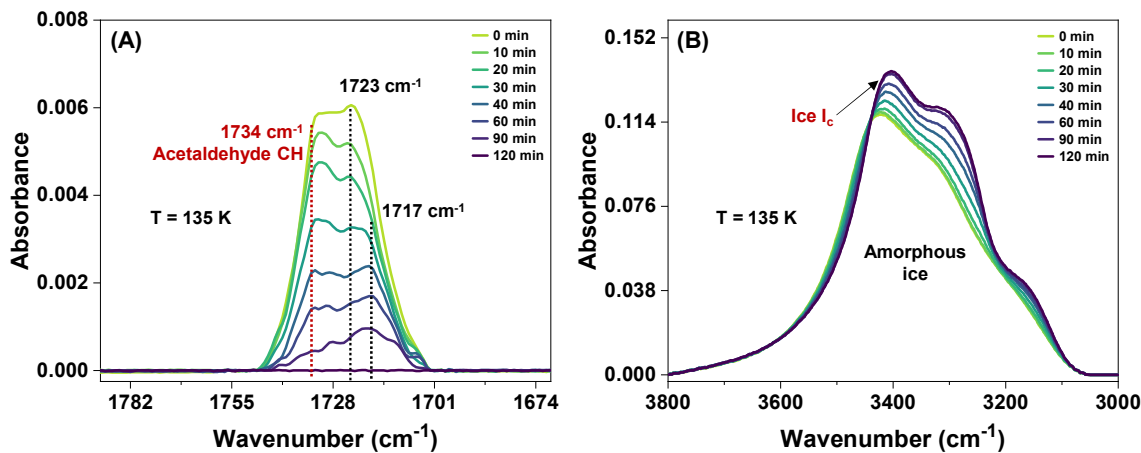 (A)
0.008
0.006
0.004
0.002
0.000
Absorbance
1782 1755 1728 1701 1674
Wavenumber (cm⁻¹)
0 min
10 min
20 min
30 min
40 min
60 min
90 min
120 min
1723 cm⁻¹
1734 cm⁻¹
Acetaldehyde CH
1717 cm⁻¹
T = 135 K
(B)
0.152
0.114
0.076
0.038
0.000
Absorbance
3800 3600 3400 3200 3000
Wavenumber (cm⁻¹)
0 min
10 min
20 min
30 min
40 min
60 min
90 min
120 min
Ice I꜀
T = 135 K
Amorphous
ice